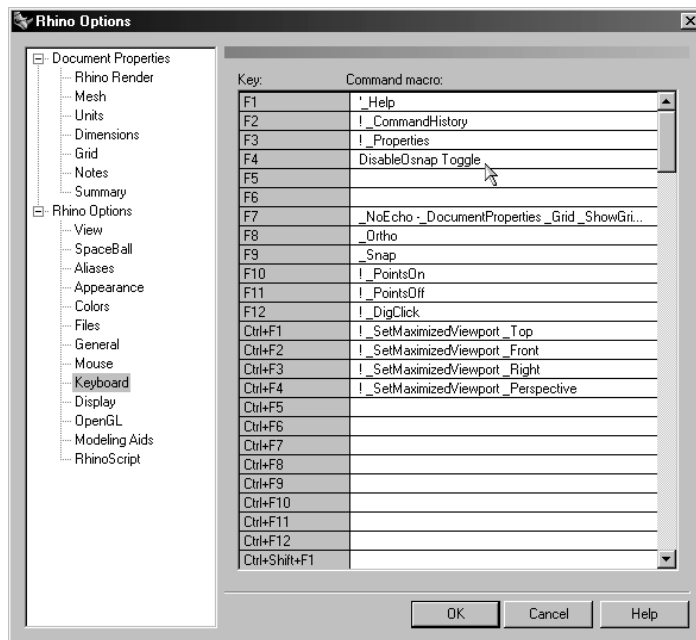 Rhino Options
Document Properties
Rhino Render
Mesh
Units
Dimensions
Grid
Notes
Summary
Rhino Options
View
SpaceBall
Aliases
Appearance
Colors
Files
General
Mouse
Keyboard
Display
OpenGL
Modeling Aids
RhinoScript
Key: Command macro:
F1 '_Help
F2 ! _CommandHistory
F3 ! _Properties
F4 DisableOsnap Toggle
F5
F6
F7 _NoEcho -_DocumentProperties _Grid _ShowGri...
F8 _Ortho
F9 _Snap
F10 ! _PointsOn
F11 ! _PointsOff
F12 ! _DigClick
Ctrl+F1 ! _SetMaximizedViewport _Top
Ctrl+F2 ! _SetMaximizedViewport _Front
Ctrl+F3 ! _SetMaximizedViewport _Right
Ctrl+F4 ! _SetMaximizedViewport _Perspective
Ctrl+F5
Ctrl+F6
Ctrl+F7
Ctrl+F8
Ctrl+F9
Ctrl+F10
Ctrl+F11
Ctrl+F12
Ctrl+Shift+F1
OK Cancel Help